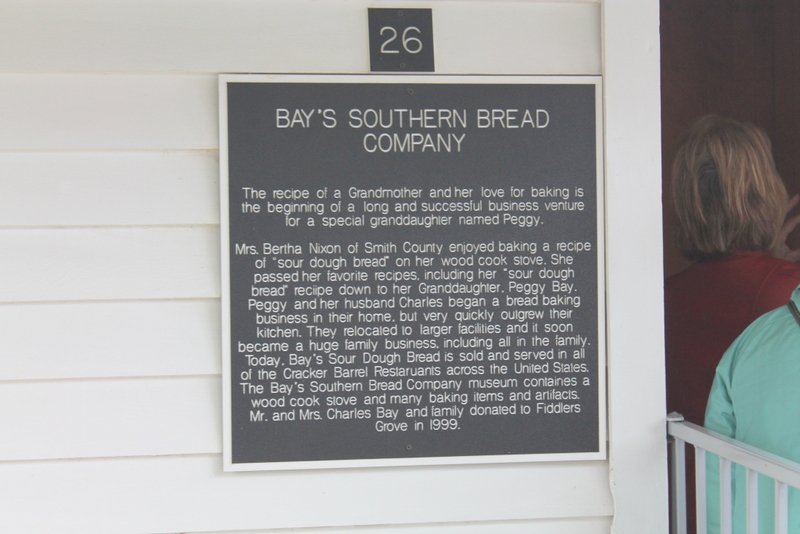 26
BAY'S SOUTHERN BREAD
COMPANY
The recipe of a Grandmother and her love for baking is
the beginning of a long and successful business venture
for a special granddaughter named Peggy.
Mrs. Bertha Nixon of Smith County enjoyed baking a recipe
of "sour dough bread" on her wood cook stove. She
passed her favorite recipes, including her "sour dough
bread" reciipe down to her Granddaughter, Peggy Bay.
Peggy and her husband Charles began a bread baking
business in their home, but very quickly outgrew their
kitchen. They relocated to larger facilities and it soon
became a huge family business, including all in the family.
Today, Bay's Sour Dough Bread is sold and served in all
of the Cracker Barrel Restaruants across the United States.
The Bay's Southern Bread Company museum containes a
wood cook stove and many baking items and artifacts.
Mr. and Mrs. Charles Bay and family donated to Fiddlers
Grove in 1999.